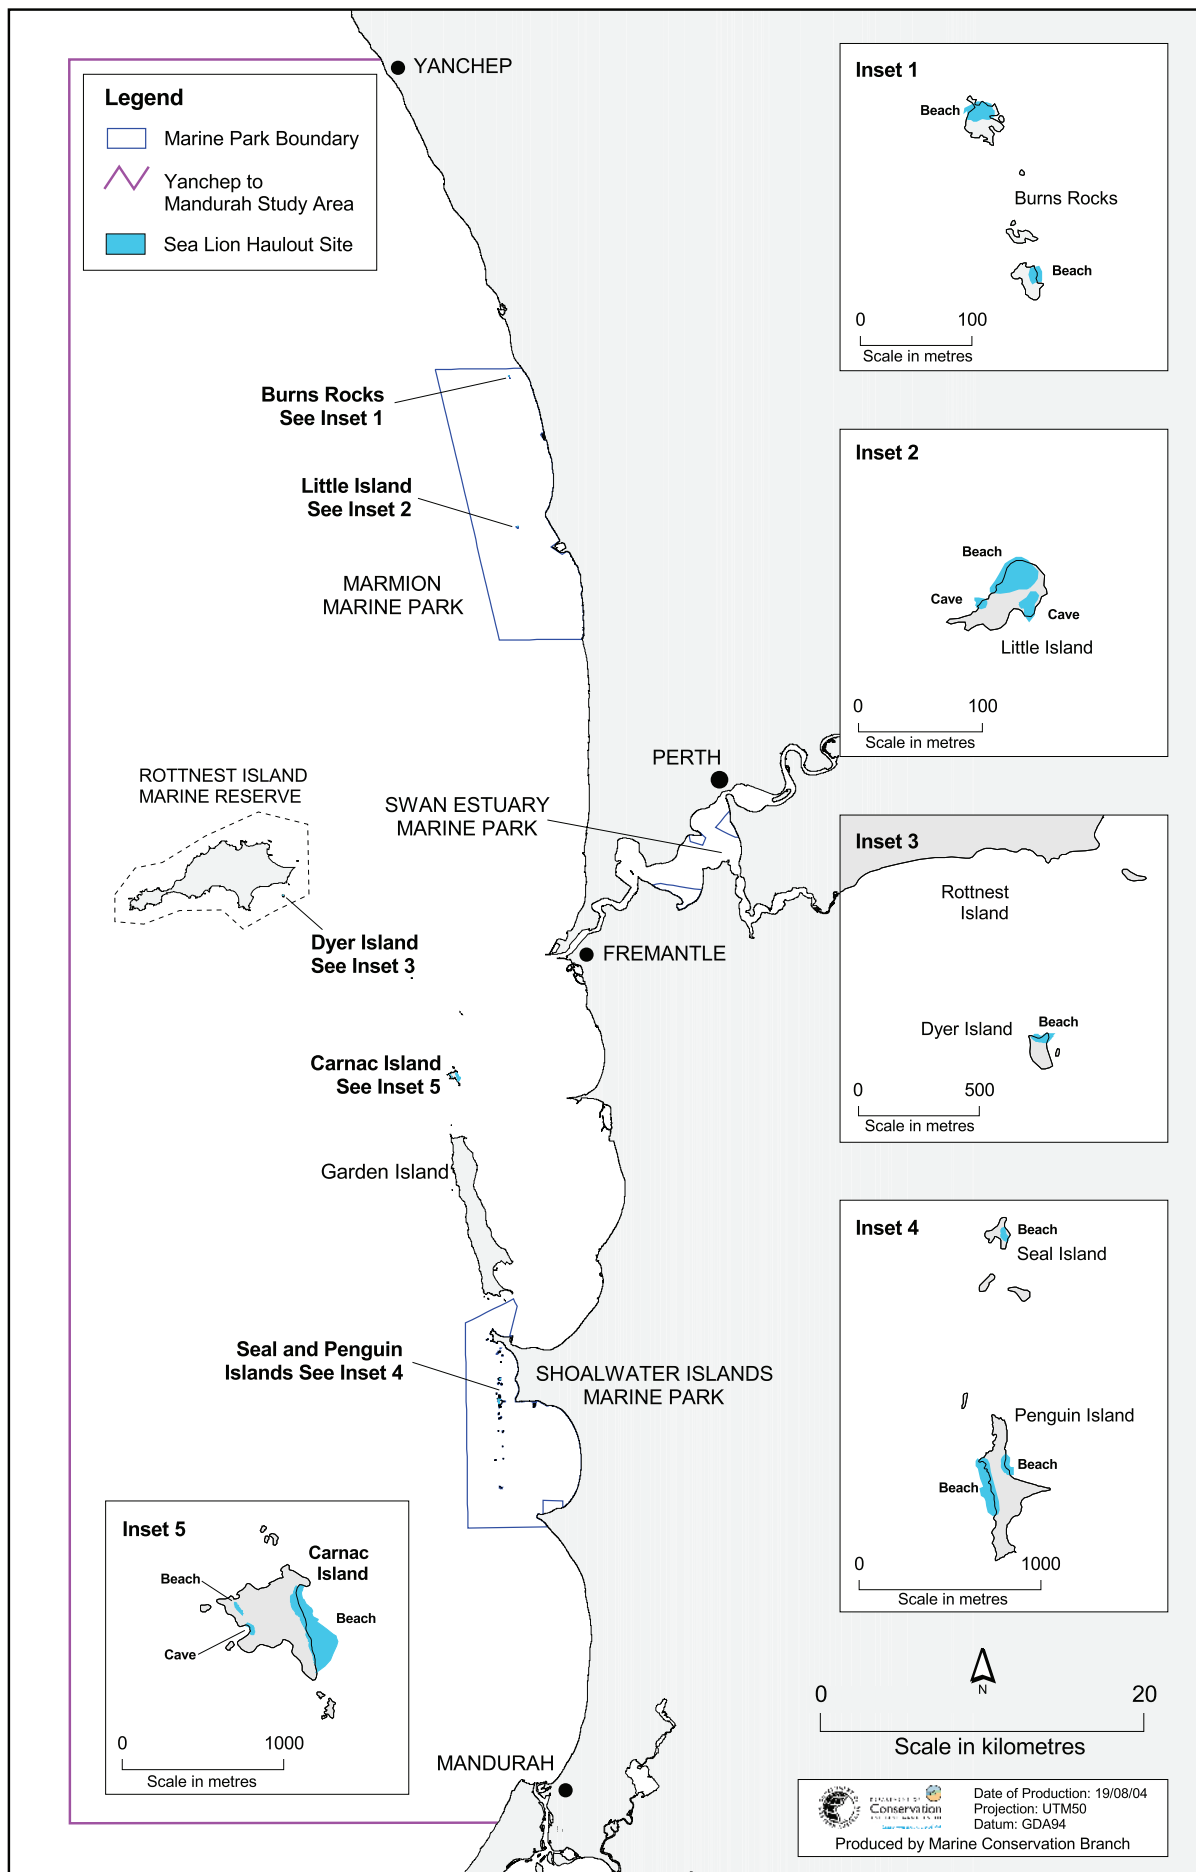 YANCHEP
Legend
Marine Park Boundary
Yanchep to
Mandurah Study Area
Sea Lion Haulout Site
Burns Rocks
See Inset 1
Little Island
See Inset 2
MARMION
MARINE PARK
PERTH
ROTTNEST ISLAND
MARINE RESERVE
SWAN ESTUARY
MARINE PARK
Dyer Island
See Inset 3
FREMANTLE
Carnac Island
See Inset 5
Garden Island
Seal and Penguin
Islands See Inset 4
SHOALWATER ISLANDS
MARINE PARK
MANDURAH
Inset 1
Beach
Burns Rocks
Beach
0 100
Scale in metres
Inset 2
Beach
Cave
Cave
Little Island
0 100
Scale in metres
Inset 3
Rottnest
Island
Dyer Island
Beach
0 500
Scale in metres
Inset 4
Beach
Seal Island
Penguin Island
Beach
Beach
0 1000
Scale in metres
Inset 5
Carnac
Island
Beach
Beach
Cave
0 1000
Scale in metres
N
0 20
Scale in kilometres
Conservation
Date of Production: 19/08/04
Projection: UTM50
Datum: GDA94
Produced by Marine Conservation Branch